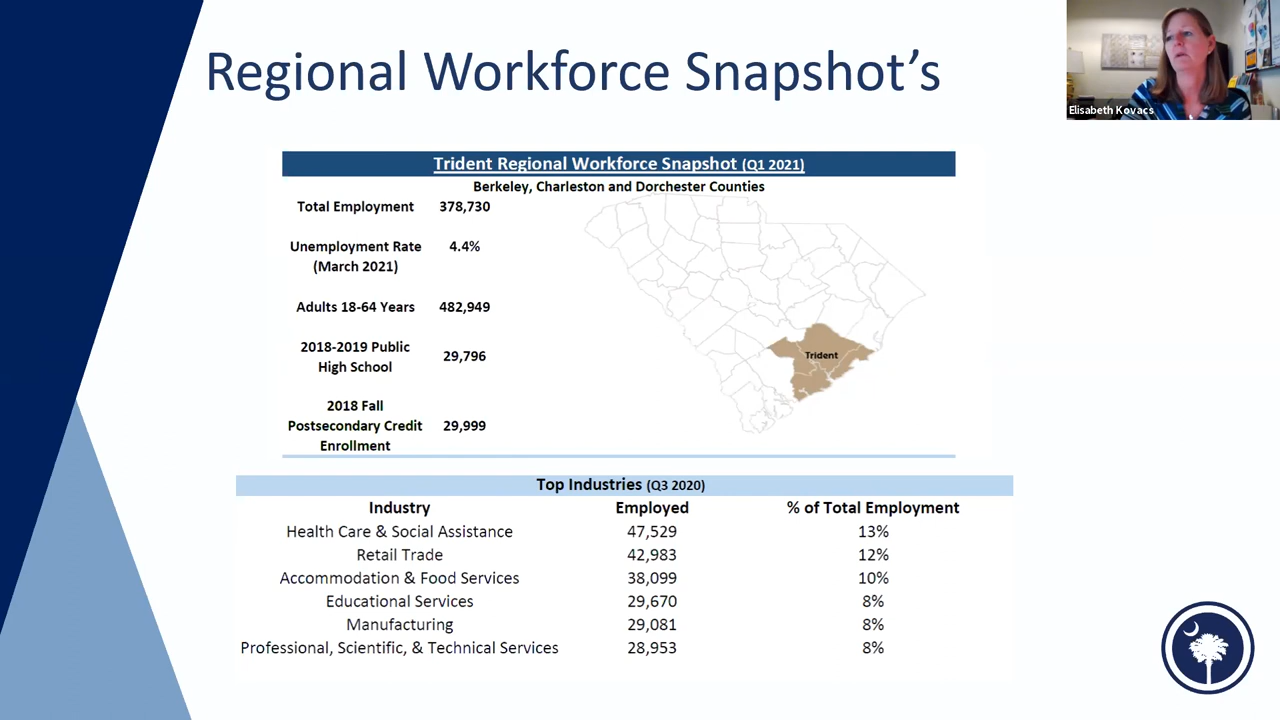 Regional Workforce Snapshot’s
Elisabeth Kovacs
Trident Regional Workforce Snapshot (Q1 2021)
Berkeley, Charleston and Dorchester Counties
Total Employment 378,730
Unemployment Rate 4.4%
(March 2021)
Adults 18-64 Years 482,949
2018-2019 Public
High School 29,796
2018 Fall
Postsecondary Credit 29,999
Enrollment
Trident
Top Industries (Q3 2020)
Industry Employed % of Total Employment
Health Care & Social Assistance 47,529 13%
Retail Trade 42,983 12%
Accommodation & Food Services 38,099 10%
Educational Services 29,670 8%
Manufacturing 29,081 8%
Professional, Scientific, & Technical Services 28,953 8%